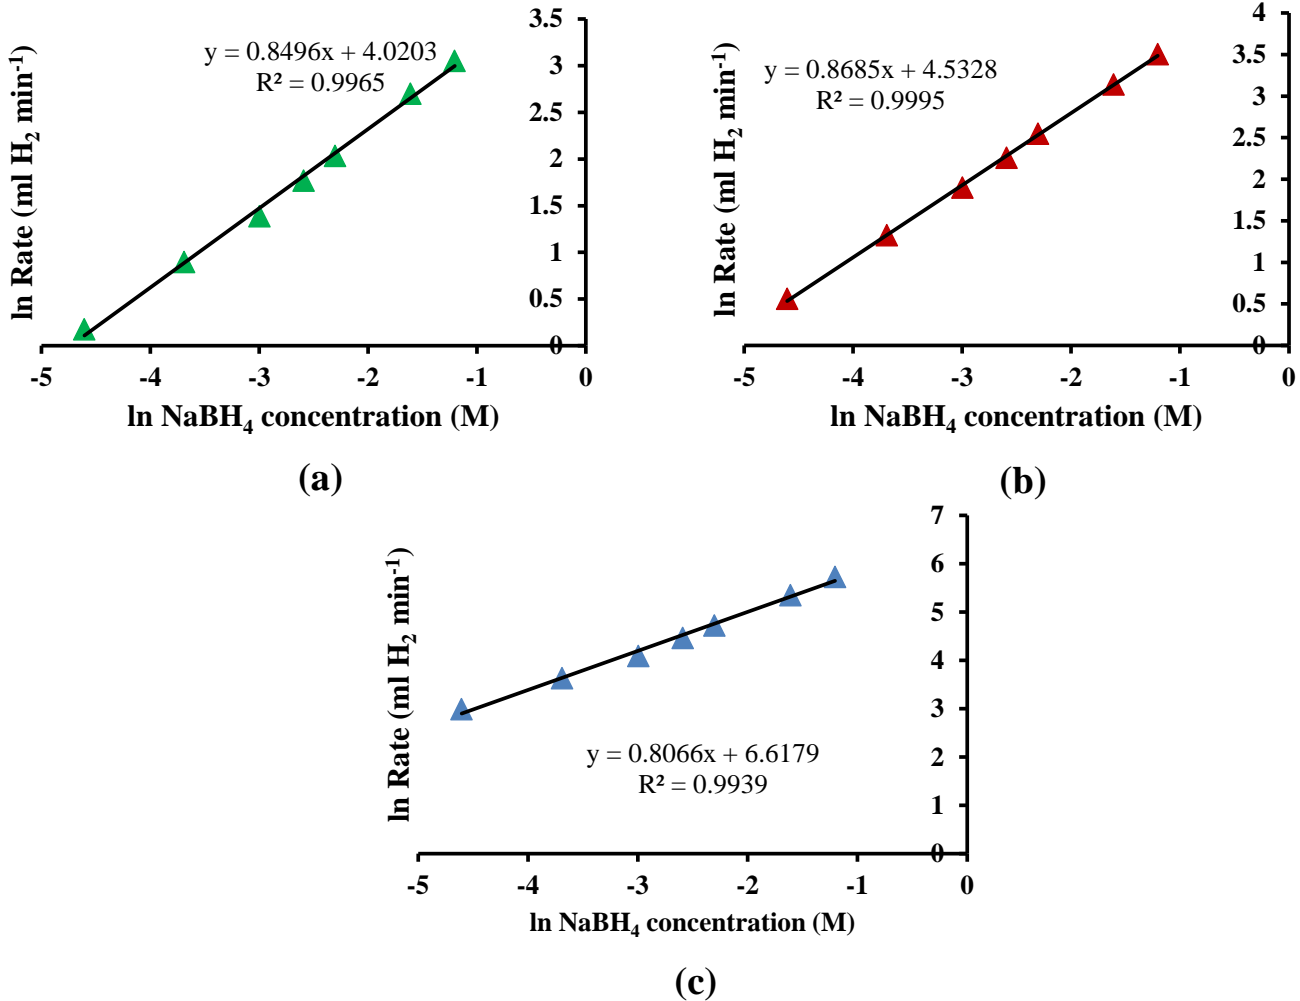 ln Rate (ml H₂ min⁻¹)
y = 0.8496x + 4.0203
R² = 0.9965
3.5
3
2.5
2
1.5
1
0.5
0
-5 -4 -3 -2 -1 0
ln NaBH₄ concentration (M)
(a)
ln Rate (ml H₂ min⁻¹)
y = 0.8685x + 4.5328
R² = 0.9995
4
3.5
3
2.5
2
1.5
1
0.5
0
-5 -4 -3 -2 -1 0
ln NaBH₄ concentration (M)
(b)
ln Rate (ml H₂ min⁻¹)
7
6
5
4
3
2
1
0
y = 0.8066x + 6.6179
R² = 0.9939
-5 -4 -3 -2 -1 0
ln NaBH₄ concentration (M)
(c)